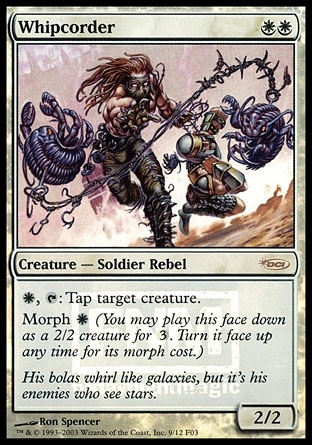 Whipcorder
DCI
Creature — Soldier Rebel
, : Tap target creature.
Morph (You may play this face down
as a 2/2 creature for 3. Turn it face up
any time for its morph cost.)
His bolas whirl like galaxies, but it's his
enemies who see stars.
Ron Spencer
™ & © 1993-2003 Wizards of the Coast, Inc. 9/12 F03
2/2